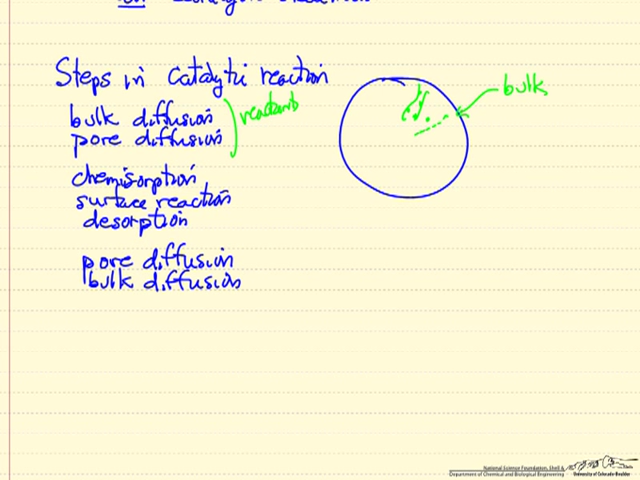 Steps in catalytic reaction
bulk diffusion
pore diffusion
reactants
bulk
chemisorption
surface reaction
desorption
pore diffusion
bulk diffusion
National Science Foundation, Shell &
Department of Chemical and Biological Engineering
University of Colorado Boulder